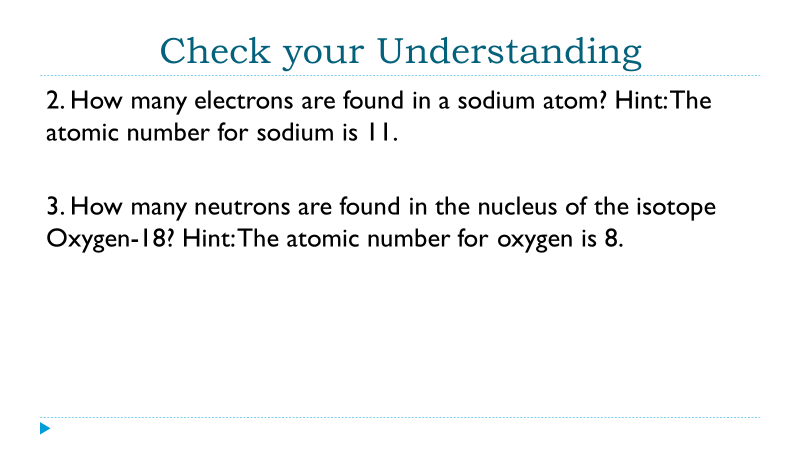 Check your Understanding
2. How many electrons are found in a sodium atom? Hint: The
atomic number for sodium is 11.
3. How many neutrons are found in the nucleus of the isotope
Oxygen-18? Hint: The atomic number for oxygen is 8.